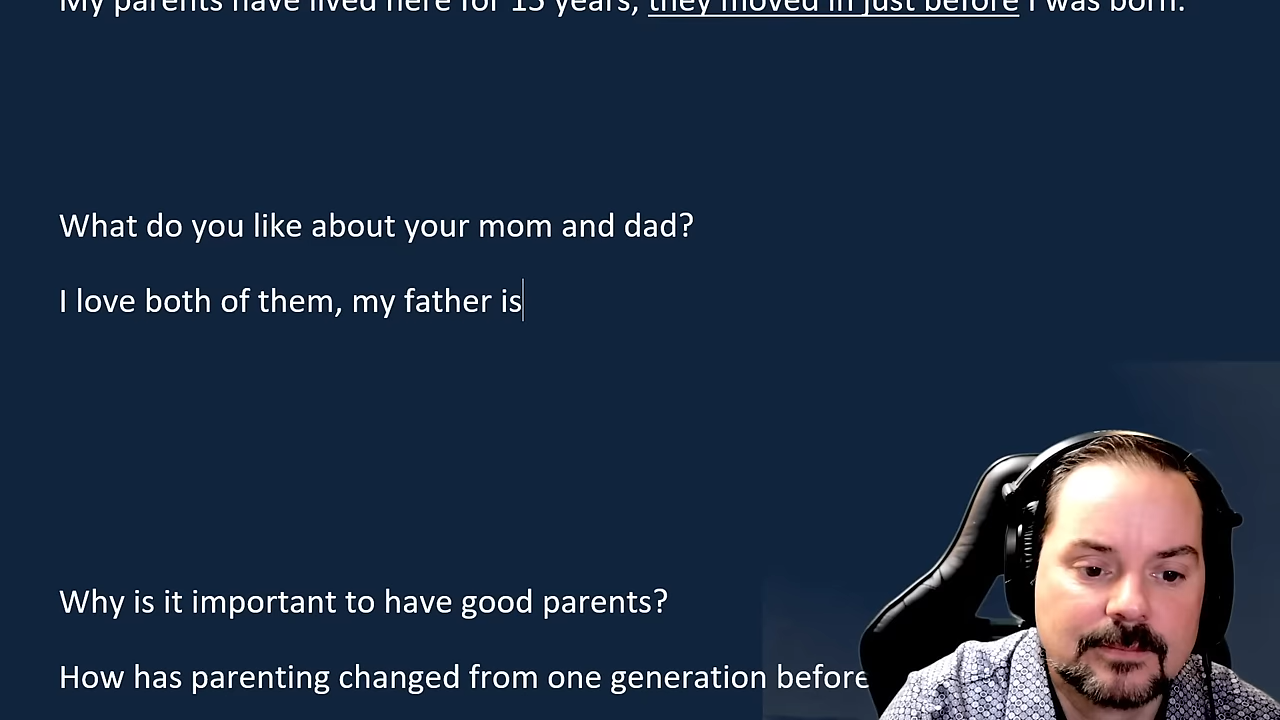 My parents have lived here for 15 years, they moved in just before I was born.
What do you like about your mom and dad?
I love both of them, my father is
Why is it important to have good parents?
How has parenting changed from one generation before